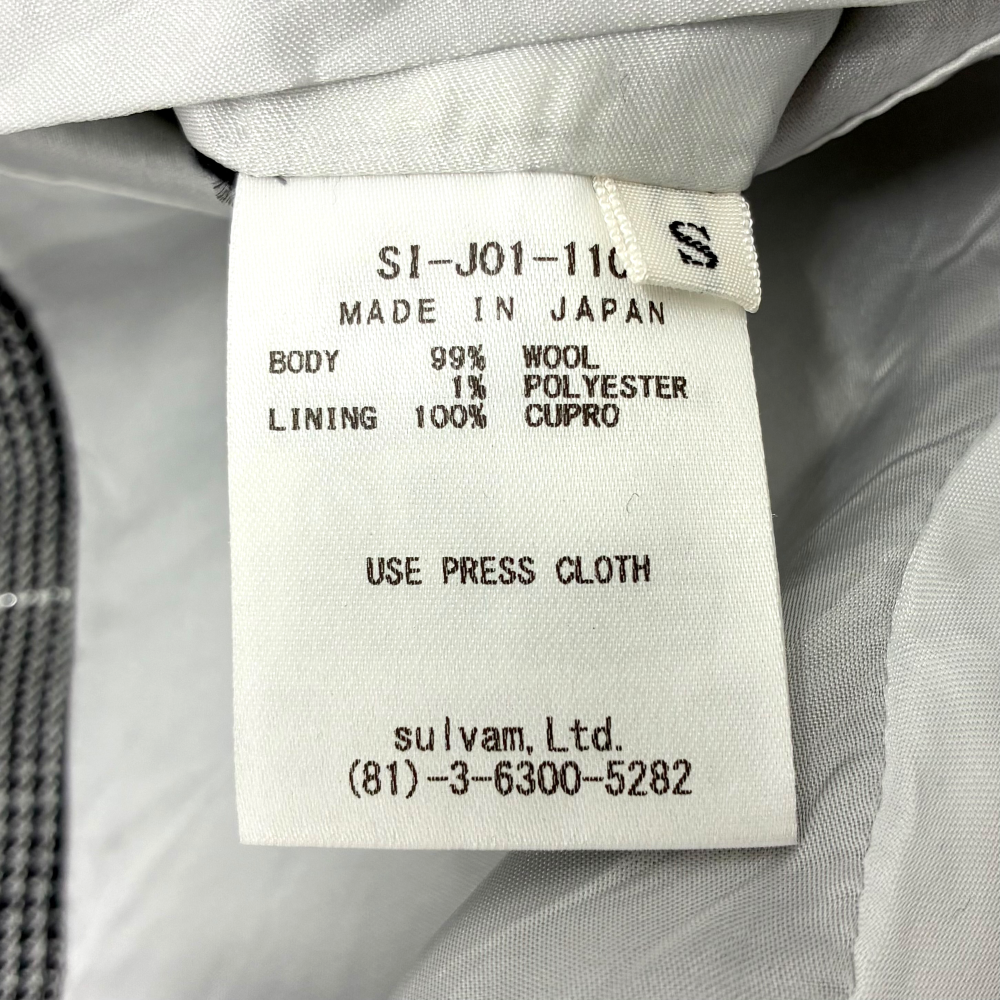 SI-J01-110
S
MADE IN JAPAN
BODY 99% WOOL
1% POLYESTER
LINING 100% CUPRO
USE PRESS CLOTH
sulvam, Ltd.
(81)-3-6300-5282